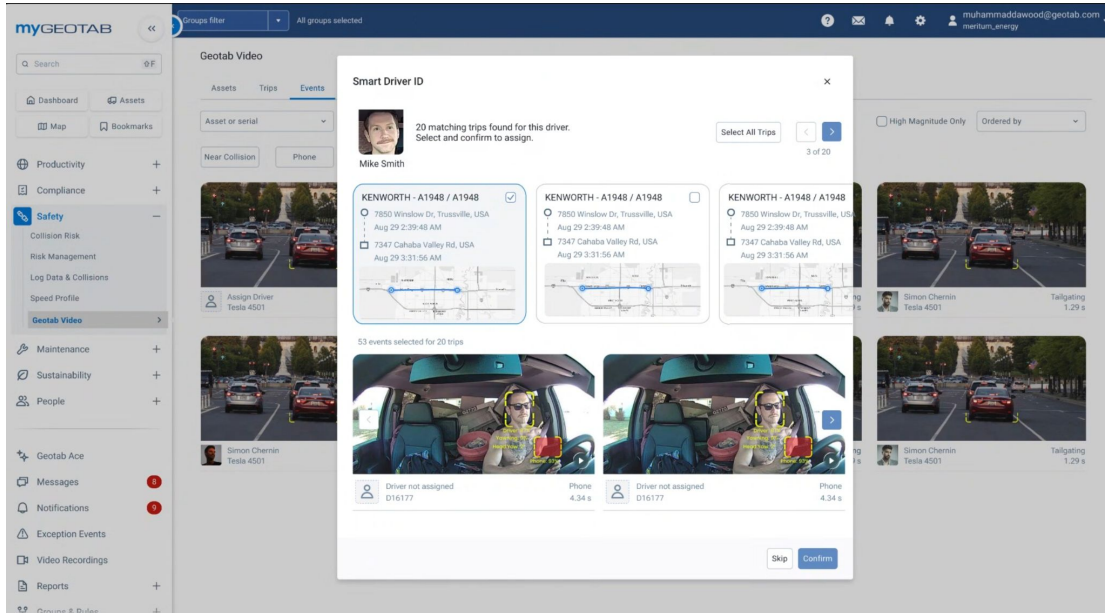 myGEOTAB
«
Groups filter
All groups selected
muhammaddawood@geotab.com
meritum_energy
Search
F
Dashboard
Assets
Map
Bookmarks
Productivity
Compliance
Safety
Collision Risk
Risk Management
Log Data & Collisions
Speed Profile
Geotab Video
Maintenance
Sustainability
People
Geotab Ace
Messages
8
Notifications
9
Exception Events
Video Recordings
Reports
Groups & Rules
Geotab Video
Assets
Trips
Events
Asset or serial
High Magnitude Only
Ordered by
Near Collision
Phone
Assign Driver
Tesla 4501
Simon Chernin
Tesla 4501
Simon Chernin
Tailgating
Tesla 4501
1.29 s
Simon Chernin
Tailgating
Tesla 4501
1.29 s
Smart Driver ID
Mike Smith
20 matching trips found for this driver.
Select and confirm to assign.
Select All Trips
3 of 20
KENWORTH - A1948 / A1948
7850 Winslow Dr, Trussville, USA
Aug 29 2:39:48 AM
7347 Cahaba Valley Rd, USA
Aug 29 3:31:56 AM
KENWORTH - A1948 / A1948
7850 Winslow Dr, Trussville, USA
Aug 29 2:39:48 AM
7347 Cahaba Valley Rd, USA
Aug 29 3:31:56 AM
KENWORTH - A1948 / A1948
7850 Winslow Dr, Trussville, US
Aug 29 2:39:48 AM
7347 Cahaba Valley Rd, USA
Aug 29 3:31:56 AM
53 events selected for 20 trips
Driver not assigned
Phone
D16177
4.34 s
Driver not assigned
Phone
D16177
4.34 s
Skip
Confirm